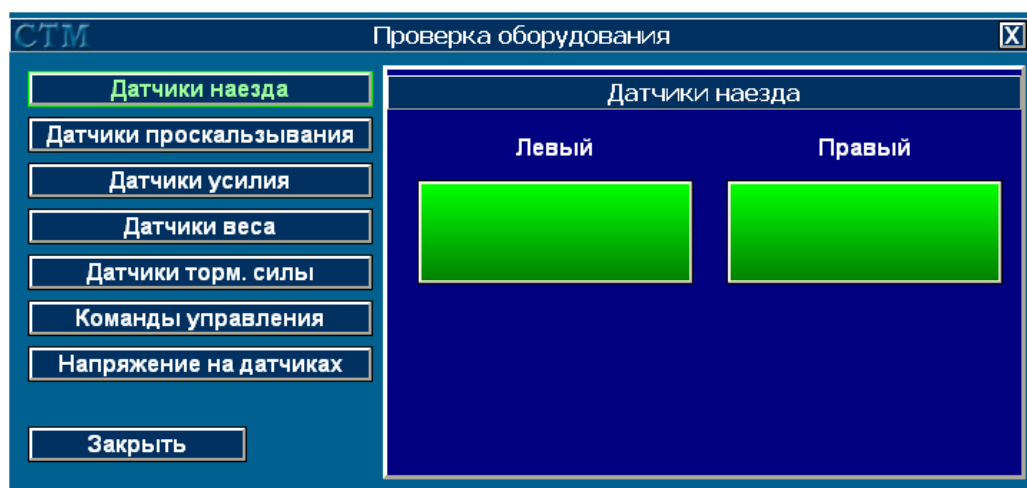 СТМ
Проверка оборудования
X
Датчики наезда
Датчики проскальзывания
Датчики усилия
Датчики веса
Датчики торм. силы
Команды управления
Напряжение на датчиках
Закрыть
Датчики наезда
Левый
Правый